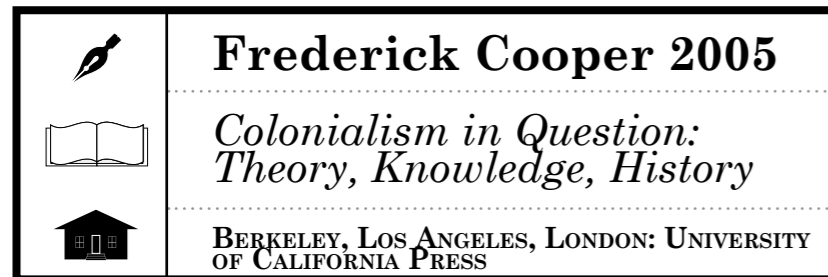 Frederick Cooper 2005
Colonialism in Question:
Theory, Knowledge, History
Berkeley, Los Angeles, London: University
of California Press